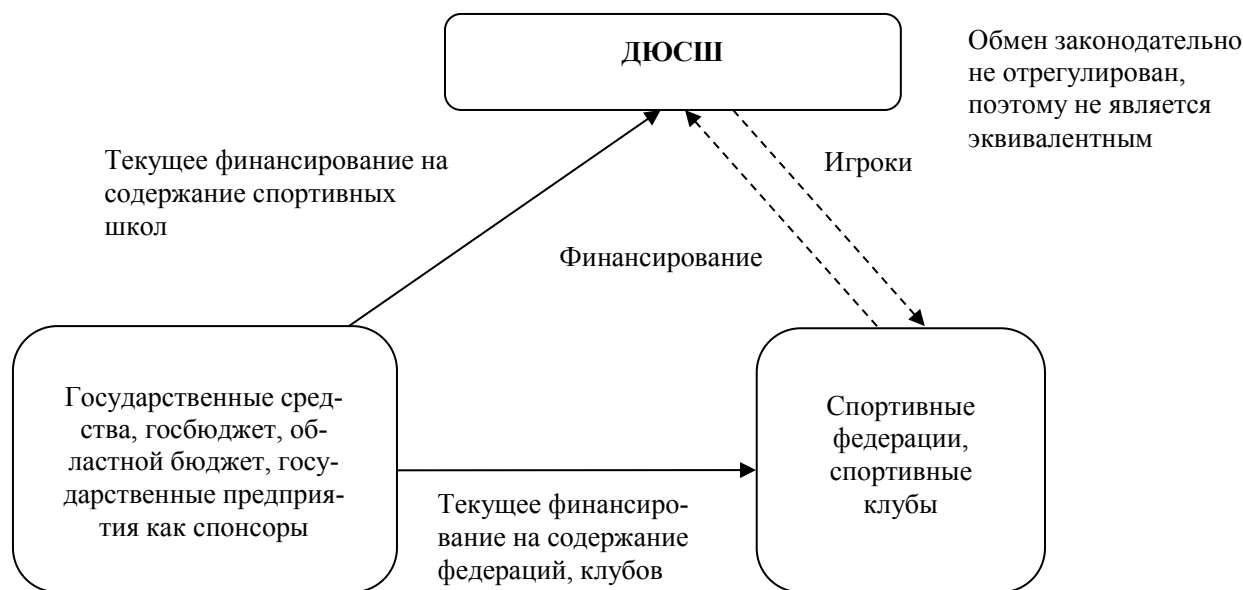 ДЮСШ
Обмен законодательно
не отрегулирован,
поэтому не является
эквивалентным
Текущее финансирование на
содержание спортивных
школ
Игроки
Финансирование
Государственные сред-
ства, госбюджет, об-
ластной бюджет, госу-
дарственные предприя-
тия как спонсоры
Текущее финансиро-
вание на содержание
федераций, клубов
Спортивные
федерации,
спортивные
клубы